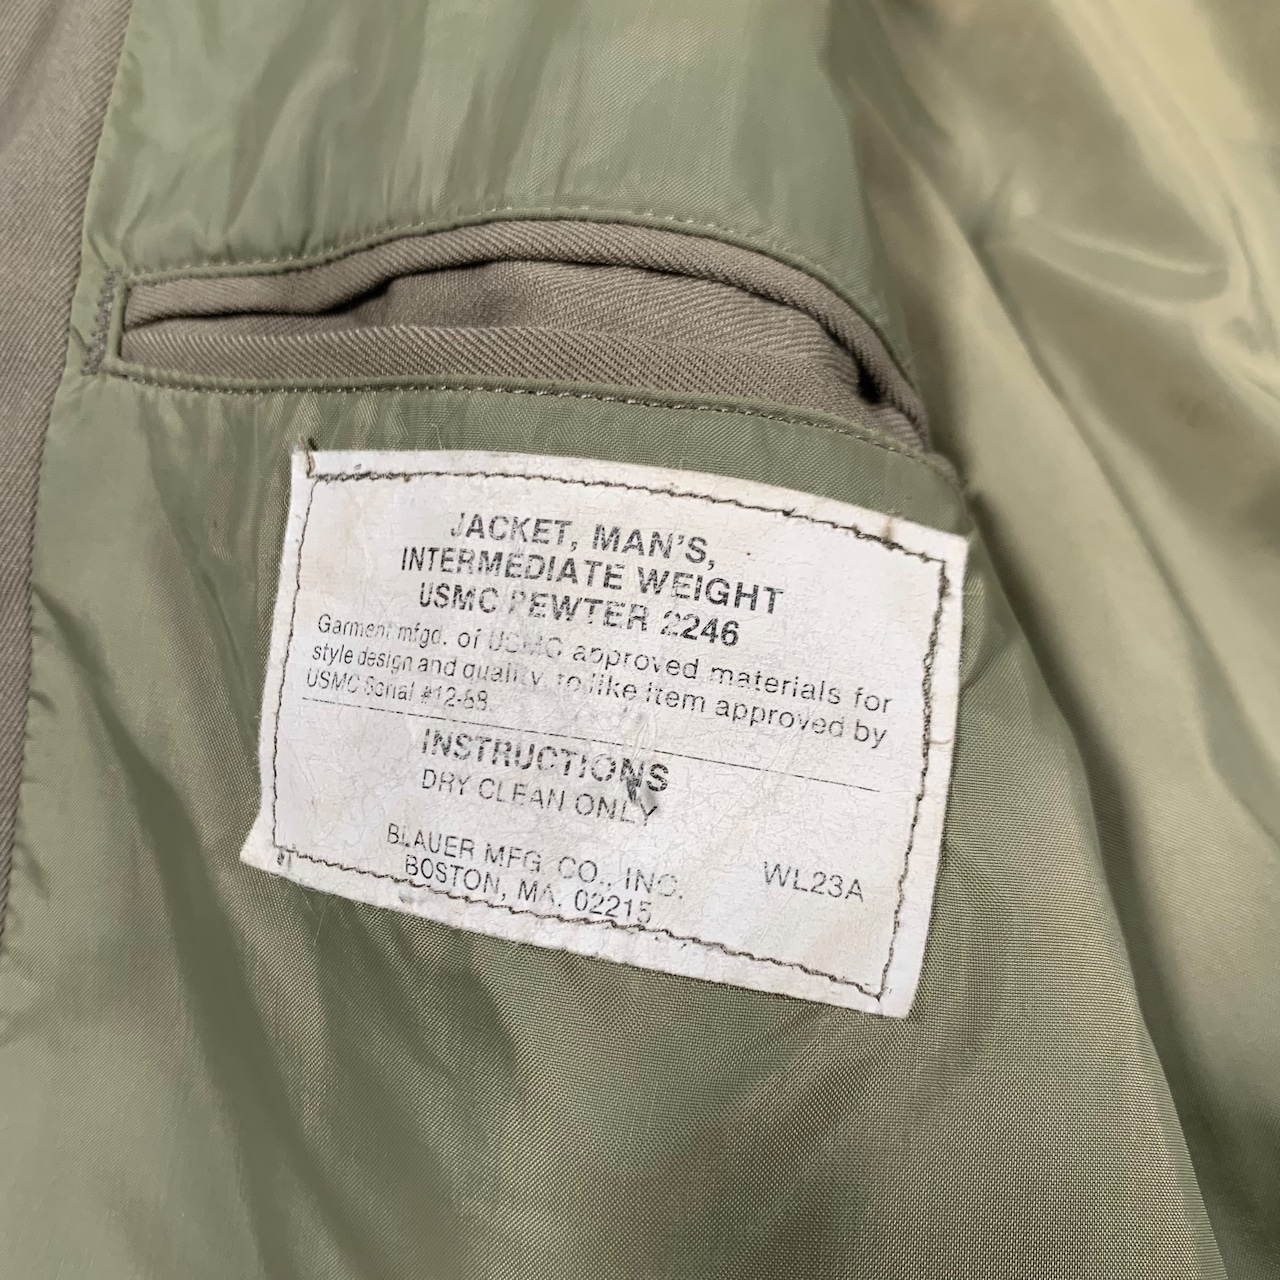 JACKET, MAN'S,
INTERMEDIATE WEIGHT
USMC PEWTER 2246
Garment mfgd. of USMC approved materials for
style design and quality, to like item approved by
USMC Serial #12-88.
INSTRUCTIONS
DRY CLEAN ONLY
BLAUER MFG. CO., INC.
BOSTON, MA. 02215
WL23A